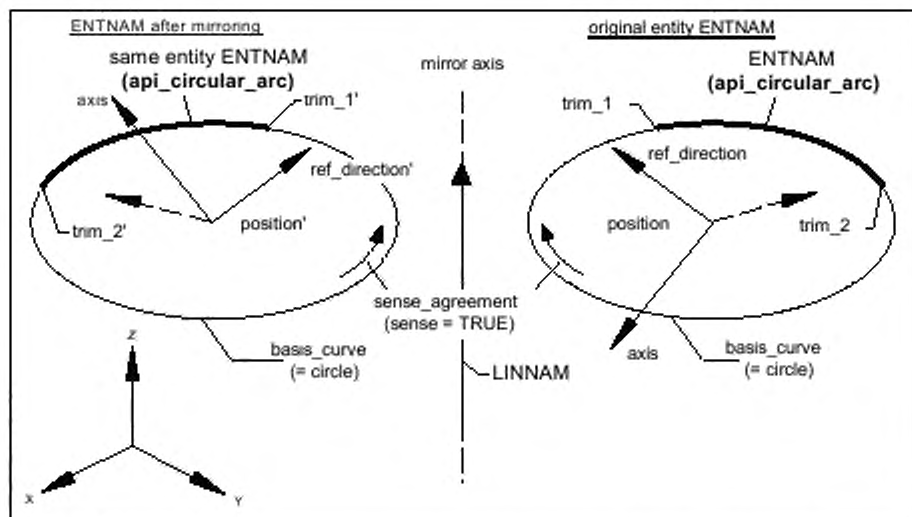 ENTNAM after mirroring
same entity ENTNAM
(api_circular_arc)
axis
trim_1'
ref_direction'
position'
trim_2'
basis_curve
(= circle)
mirror axis
sense_agreement
(sense = TRUE)
LINNAM
original entity ENTNAM
ENTNAM
(api_circular_arc)
trim_1
ref_direction
position
trim_2
axis
basis_curve
(= circle)
Z
X
Y